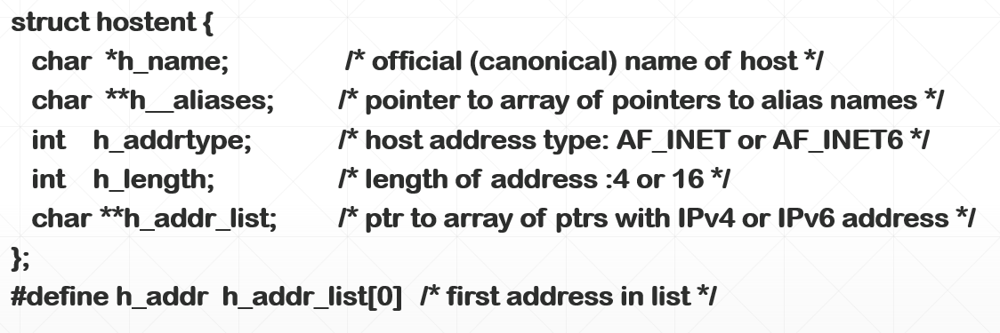 struct hostent {
char *h_name; /* official (canonical) name of host */
char **h__aliases; /* pointer to array of pointers to alias names */
int h_addrtype; /* host address type: AF_INET or AF_INET6 */
int h_length; /* length of address :4 or 16 */
char **h_addr_list; /* ptr to array of ptrs with IPv4 or IPv6 address */
};
#define h_addr h_addr_list[0] /* first address in list */